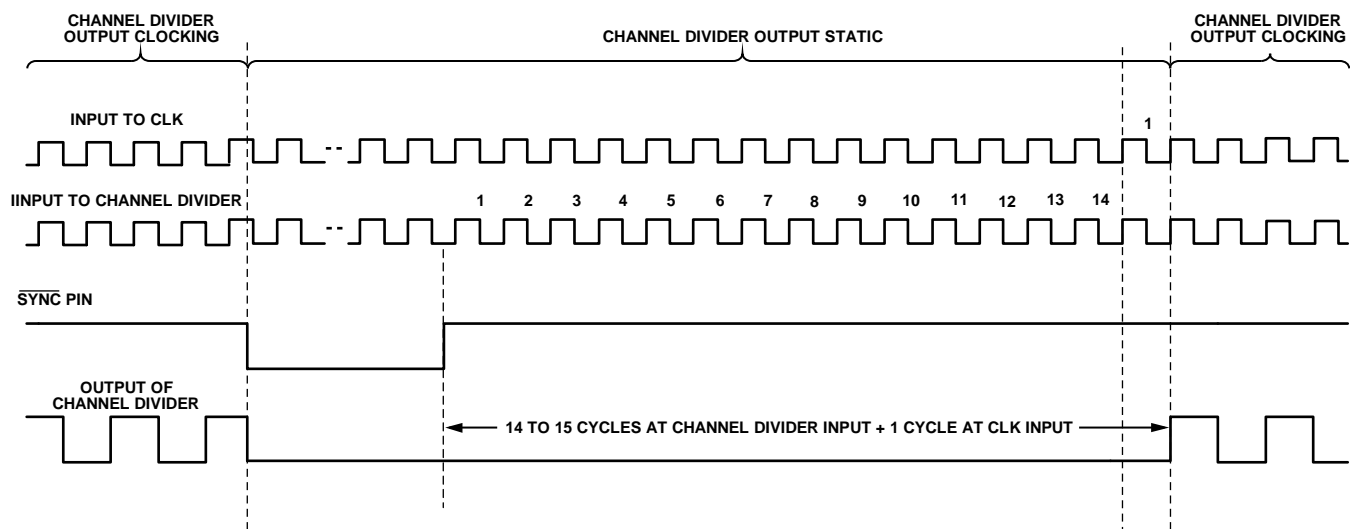 CHANNEL DIVIDER
OUTPUT CLOCKING
CHANNEL DIVIDER OUTPUT STATIC
CHANNEL DIVIDER
OUTPUT CLOCKING
INPUT TO CLK
1
IINPUT TO CHANNEL DIVIDER
1 2 3 4 5 6 7 8 9 10 11 12 13 14
SYNC PIN
OUTPUT OF
CHANNEL DIVIDER
14 TO 15 CYCLES AT CHANNEL DIVIDER INPUT + 1 CYCLE AT CLK INPUT